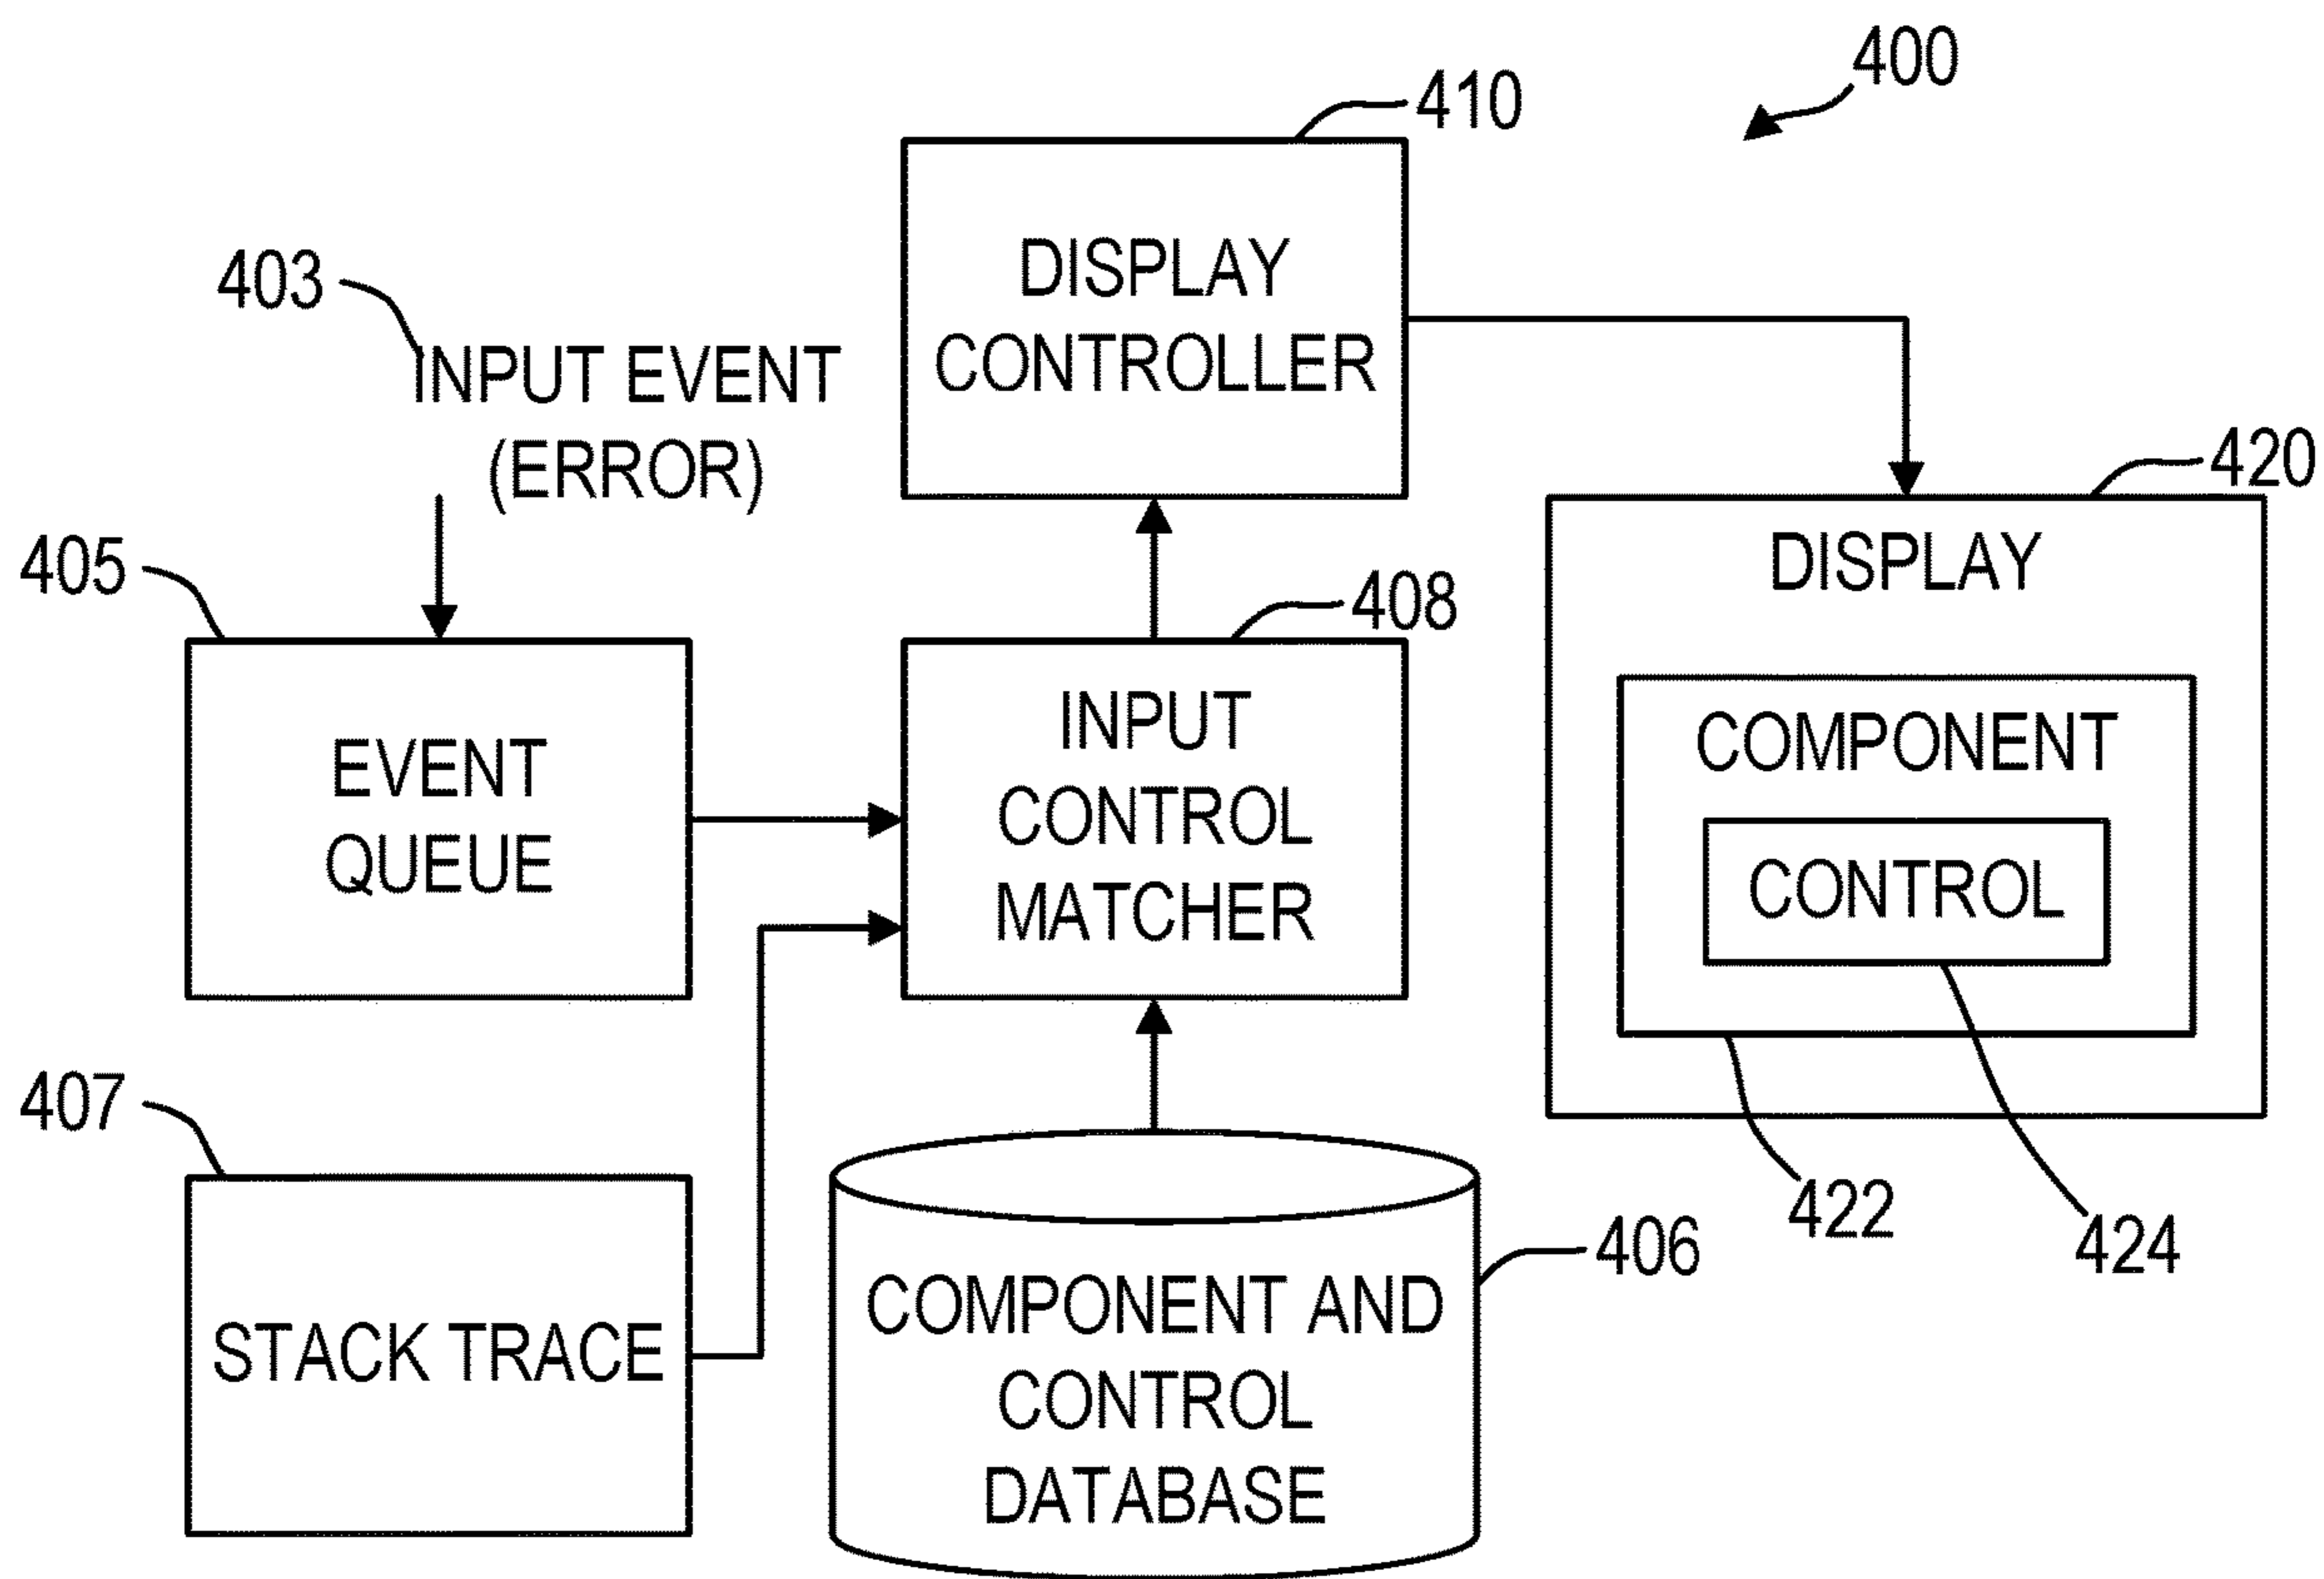 400
410
DISPLAY
CONTROLLER
403
INPUT EVENT
(ERROR)
420
DISPLAY
405
408
EVENT
QUEUE
INPUT
CONTROL
MATCHER
COMPONENT
CONTROL
407
STACK TRACE
422
424
406
COMPONENT AND
CONTROL
DATABASE